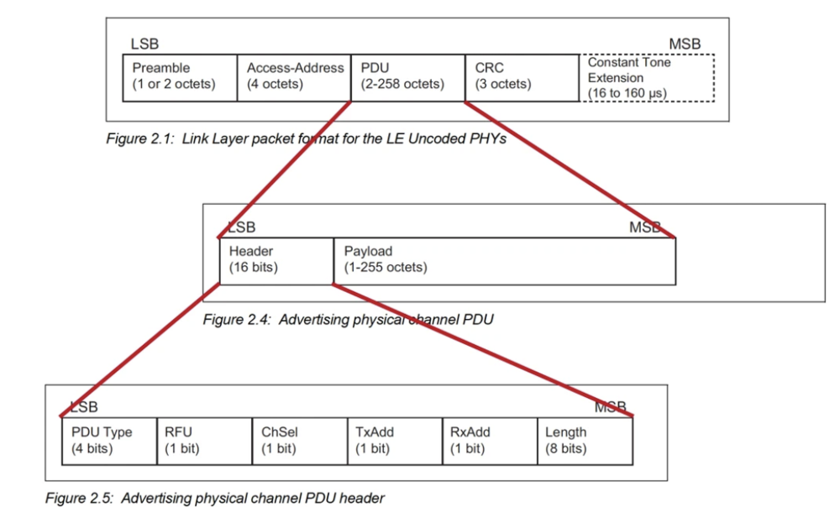 LSB MSB
Preamble Access-Address PDU CRC Constant Tone Extension
(1 or 2 octets) (4 octets) (2-258 octets) (3 octets) (16 to 160 µs)
Figure 2.1: Link Layer packet format for the LE Uncoded PHYs
LSB MSB
Header Payload
(16 bits) (1-255 octets)
Figure 2.4: Advertising physical channel PDU
LSB MSB
PDU Type RFU ChSel TxAdd RxAdd Length
(4 bits) (1 bit) (1 bit) (1 bit) (1 bit) (8 bits)
Figure 2.5: Advertising physical channel PDU header